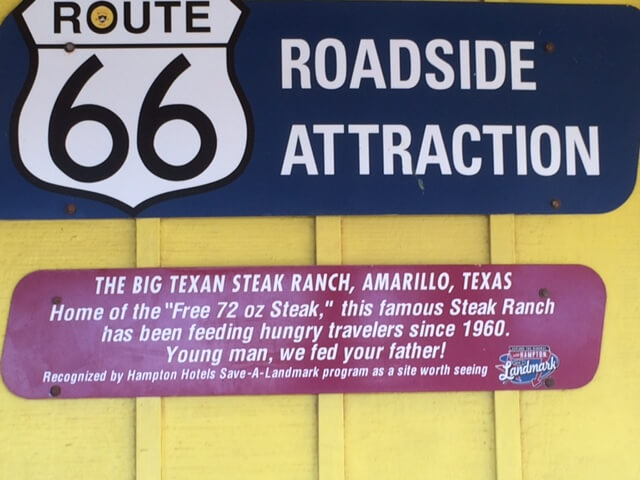 ROUTE
66
ROADSIDE
ATTRACTION
THE BIG TEXAN STEAK RANCH, AMARILLO, TEXAS
Home of the "Free 72 oz Steak," this famous Steak Ranch
has been feeding hungry travelers since 1960.
Young man, we fed your father!
Recognized by Hampton Hotels Save-A-Landmark program as a site worth seeing
HAMPTON
Landmark